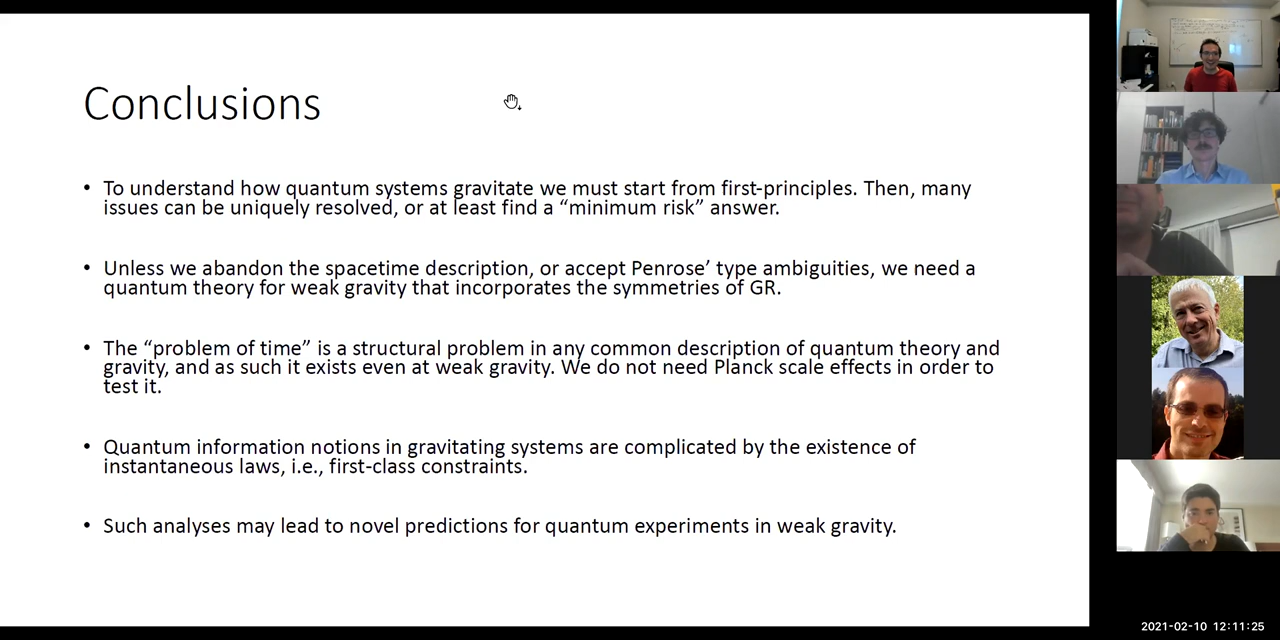 Conclusions
• To understand how quantum systems gravitate we must start from first-principles. Then, many
issues can be uniquely resolved, or at least find a “minimum risk” answer.
• Unless we abandon the spacetime description, or accept Penrose’ type ambiguities, we need a
quantum theory for weak gravity that incorporates the symmetries of GR.
• The “problem of time” is a structural problem in any common description of quantum theory and
gravity, and as such it exists even at weak gravity. We do not need Planck scale effects in order to
test it.
• Quantum information notions in gravitating systems are complicated by the existence of
instantaneous laws, i.e., first-class constraints.
• Such analyses may lead to novel predictions for quantum experiments in weak gravity.
2021-02-10 12:11:25